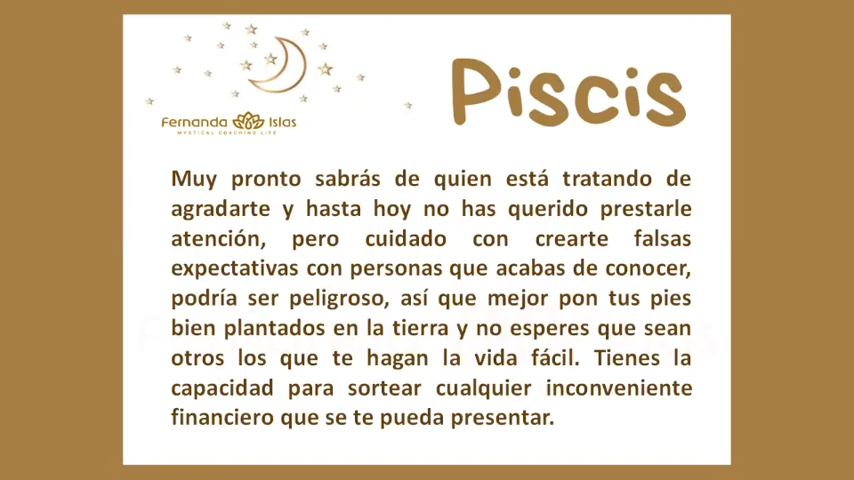 Piscis
Fernanda Islas
MYSTICAL COACHING LIFE
Muy pronto sabrás de quien está tratando de
agradarte y hasta hoy no has querido prestarle
atención, pero cuidado con crearte falsas
expectativas con personas que acabas de conocer,
podría ser peligroso, así que mejor pon tus pies
bien plantados en la tierra y no esperes que sean
otros los que te hagan la vida fácil. Tienes la
capacidad para sortear cualquier inconveniente
financiero que se te pueda presentar.